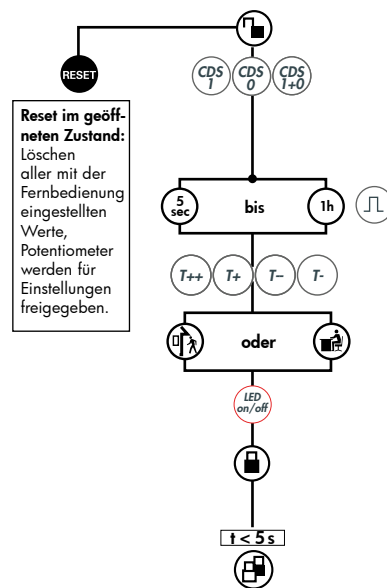 RESET
CDS
1
CDS
0
CDS
1+0
Reset im geöff-
neten Zustand:
Löschen
aller mit der
Fernbedienung
eingestellten
Werte,
Potentiometer
werden für
Einstellungen
freigegeben.
5
sec
bis
1h
T++
T+
T--
T-
oder
LED
on/off
t < 5 s